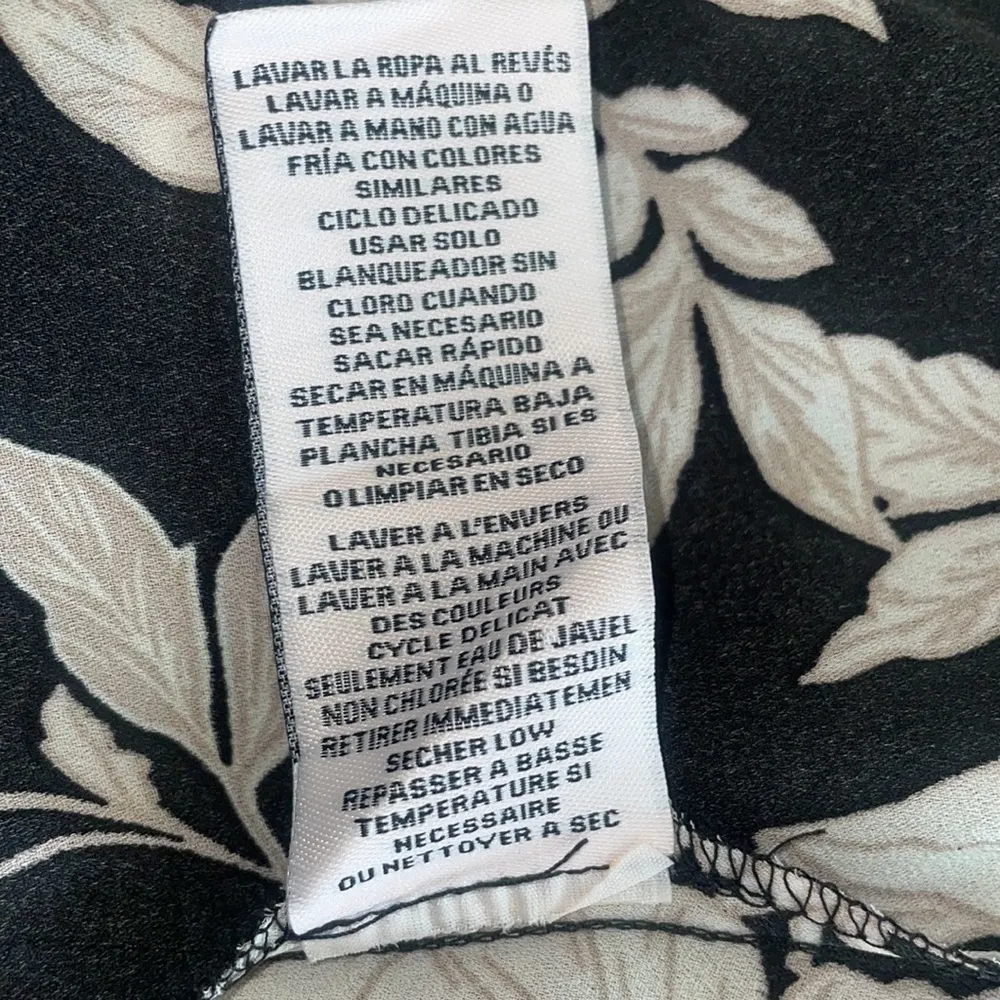 LAVAR LA ROPA AL REVÉS
LAVAR A MÁQUINA O
LAVAR A MANO CON AGUA
FRÍA CON COLORES
SIMILARES
CICLO DELICADO
USAR SOLO
BLANQUEADOR SIN
CLORO CUANDO
SEA NECESARIO
SACAR RÁPIDO
SECAR EN MÁQUINA A
TEMPERATURA BAJA
PLANCHA TIBIA SI ES
NECESARIO
O LIMPIAR EN SECO
LAVER A L'ENVERS
LAVER A LA MACHINE OU
LAVER A LA MAIN AVEC
DES COULEURS
CYCLE DELICAT
SEULEMENT EAU DE JAVEL
NON CHLORÉE SI BESOIN
RETIRER IMMEDIATEMEN
SECHER LOW
REPASSER A BASSE
TEMPERATURE SI
NECESSAIRE
OU NETTOYER A SEC